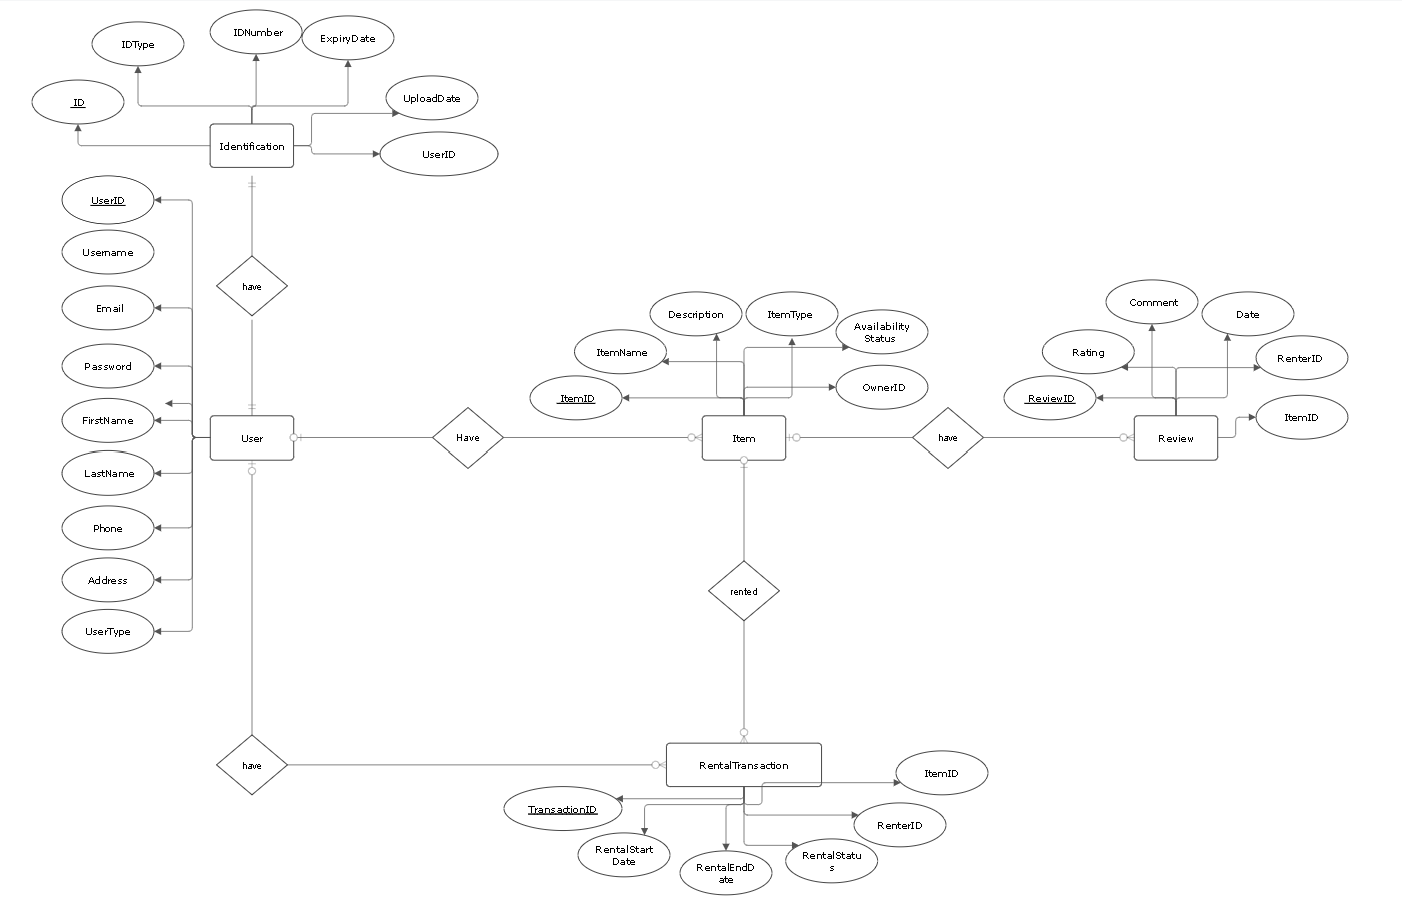 IDType
IDNumber
ExpiryDate
ID
UploadDate
Identification
UserID
UserID
Username
have
Email
Password
FirstName
User
LastName
Phone
Address
UserType
Have
Description
ItemType
Availability
Status
ItemName
ItemID
OwnerID
Item
have
Comment
Date
Rating
RenterID
ReviewID
ItemID
Review
rented
have
RentalTransaction
ItemID
TransactionID
RenterID
RentalStart
Date
RentalEndD
ate
RentalStatu
s